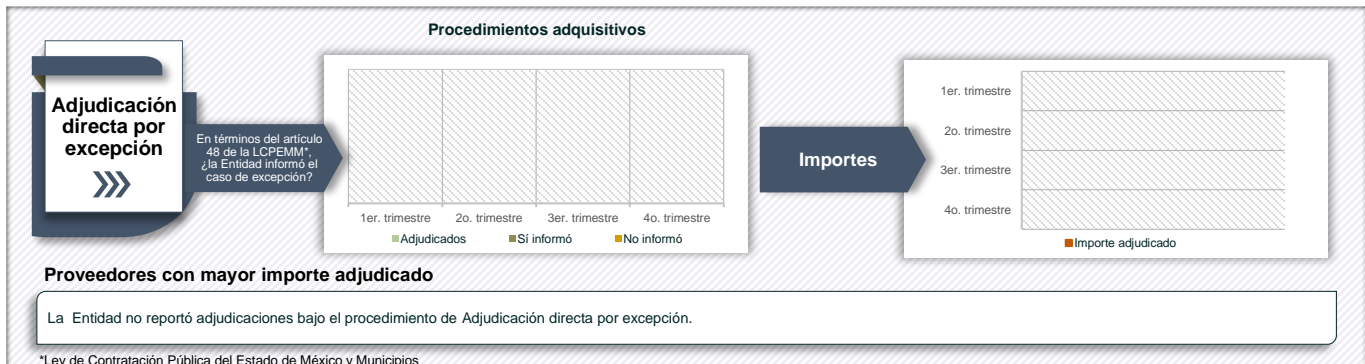 Procedimientos adquisitivos
Adjudicación
directa por
excepción
En términos del artículo
48 de la LCPEMM*,
¿la Entidad informó el
caso de excepción?
1er. trimestre 2o. trimestre 3er. trimestre 4o. trimestre
Adjudicados Sí informó No informó
Importes
1er. trimestre
2o. trimestre
3er. trimestre
4o. trimestre
Importe adjudicado
Proveedores con mayor importe adjudicado
La Entidad no reportó adjudicaciones bajo el procedimiento de Adjudicación directa por excepción.
*Ley de Contratación Pública del Estado de México y Municipios